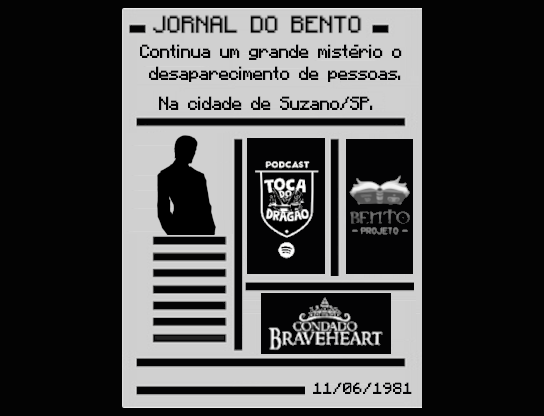 JORNAL DO BENTO
Continua um grande mistério o
desaparecimento de pessoas.
Na cidade de Suzano/SP.
PODCAST
TOCA
DO
DRAGÃO
BENTO
- PROJETO -
CONDADO
BRAVEHEART
11/06/1981